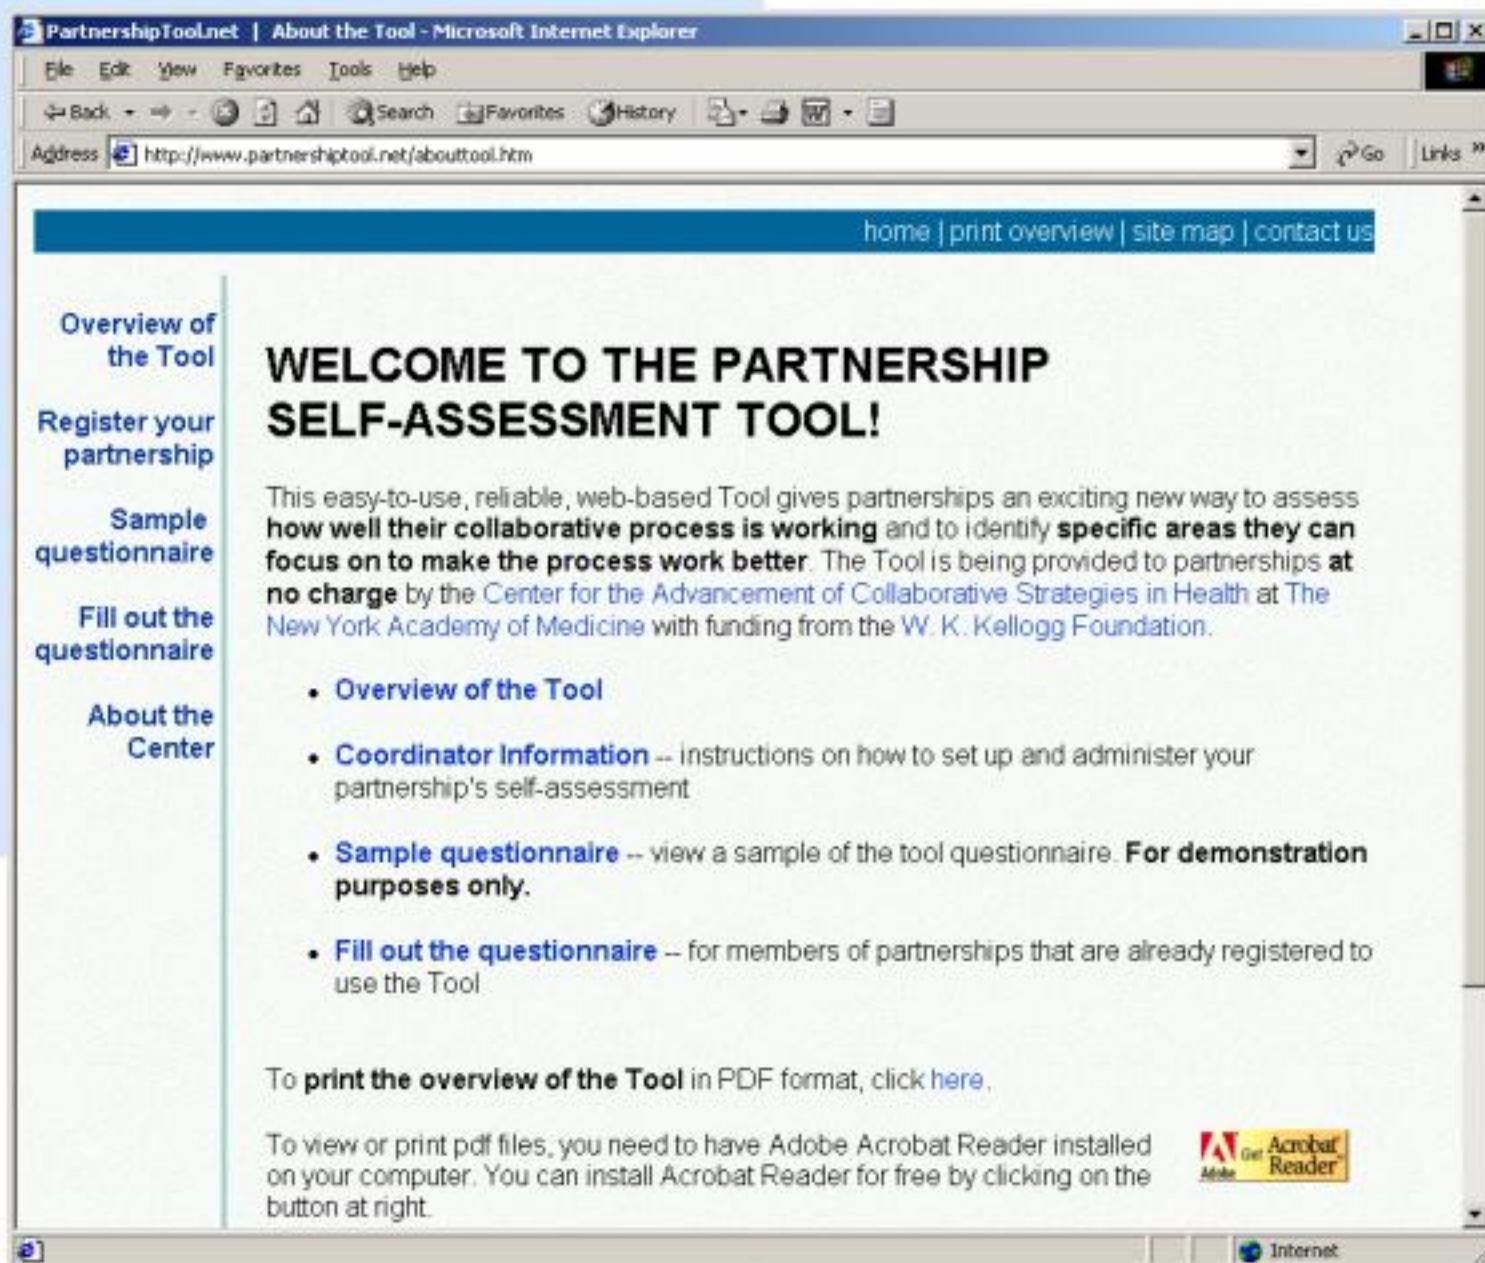 PartnershipTool.net | About the Tool - Microsoft Internet Explorer
File Edit View Favorites Tools Help
Back Search Favorites History
Address http://www.partnershiptool.net/abouttool.htm Go Links »
home | print overview | site map | contact us
Overview of
the Tool
Register your
partnership
Sample
questionnaire
Fill out the
questionnaire
About the
Center
WELCOME TO THE PARTNERSHIP
SELF-ASSESSMENT TOOL!
This easy-to-use, reliable, web-based Tool gives partnerships an exciting new way to assess
how well their collaborative process is working and to identify specific areas they can
focus on to make the process work better. The Tool is being provided to partnerships at
no charge by the Center for the Advancement of Collaborative Strategies in Health at The
New York Academy of Medicine with funding from the W. K. Kellogg Foundation.
• Overview of the Tool
• Coordinator Information -- instructions on how to set up and administer your
partnership's self-assessment
• Sample questionnaire -- view a sample of the tool questionnaire. For demonstration
purposes only.
• Fill out the questionnaire -- for members of partnerships that are already registered to
use the Tool
To print the overview of the Tool in PDF format, click here.
To view or print pdf files, you need to have Adobe Acrobat Reader installed
on your computer. You can install Acrobat Reader for free by clicking on the
button at right.
Adobe Get Acrobat Reader
Internet